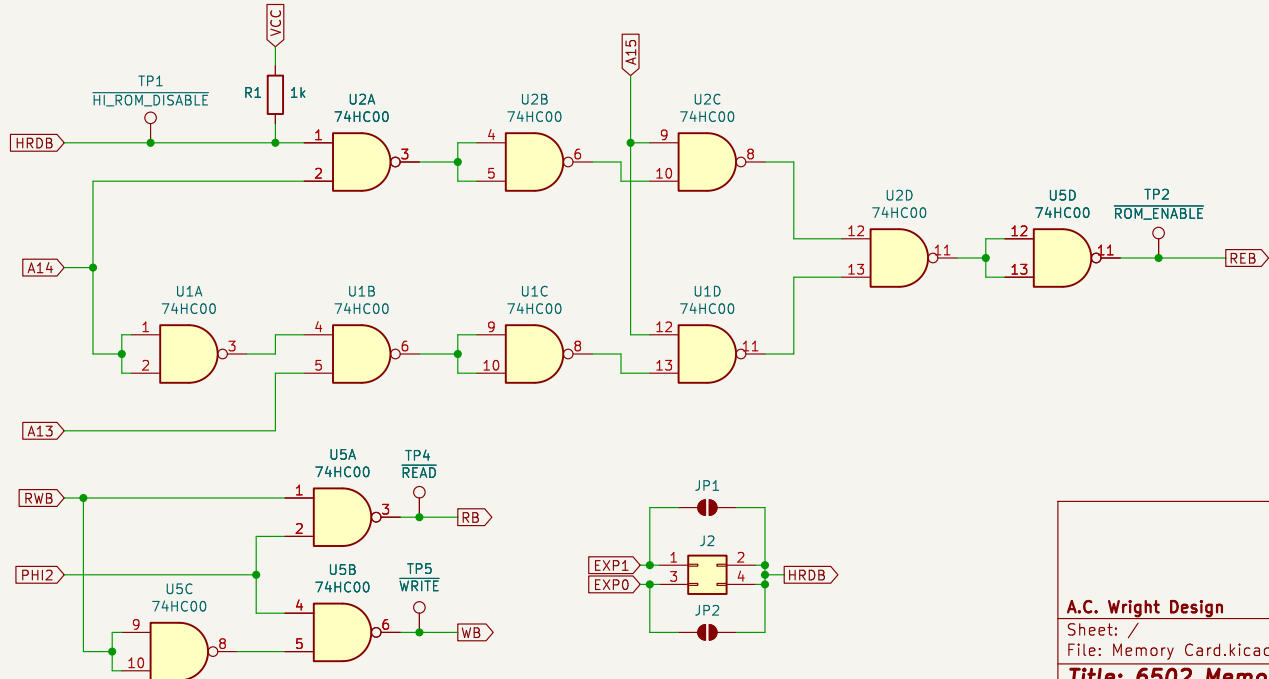 VCC
A15
TP1
HI_ROM_DISABLE
R1 1k
U2A
74HC00
U2B
74HC00
U2C
74HC00
HRDB
1
2
3
4
5
6
9
10
8
U2D
74HC00
U5D
74HC00
TP2
ROM_ENABLE
12
13
11
12
13
11
REB
A14
U1A
74HC00
U1B
74HC00
U1C
74HC00
U1D
74HC00
1
2
3
4
5
6
9
10
8
12
13
11
A13
U5A
74HC00
TP4
READ
RWB
1
2
3
RB
PHI2
U5B
74HC00
TP5
WRITE
4
5
6
WB
U5C
74HC00
9
10
8
JP1
J2
EXP1
1
2
EXP0
3
4
HRDB
JP2
A.C. Wright Design
Sheet: /
File: Memory Card.kicad
Title: 6502 Memo